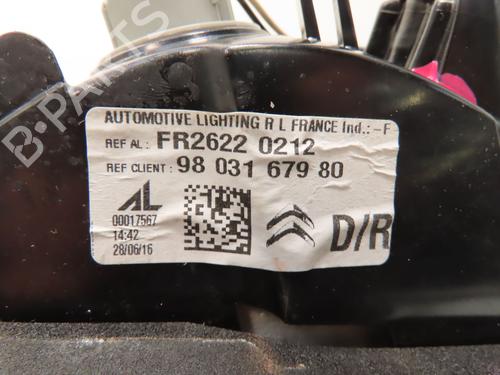 AUTOMOTIVE LIGHTING R L FRANCE Ind.: -F
REF AL: FR2622 0212
REF CLIENT: 98 031 679 80
AL
00017567
14:42
28/06/16
D/R
B-PARTS